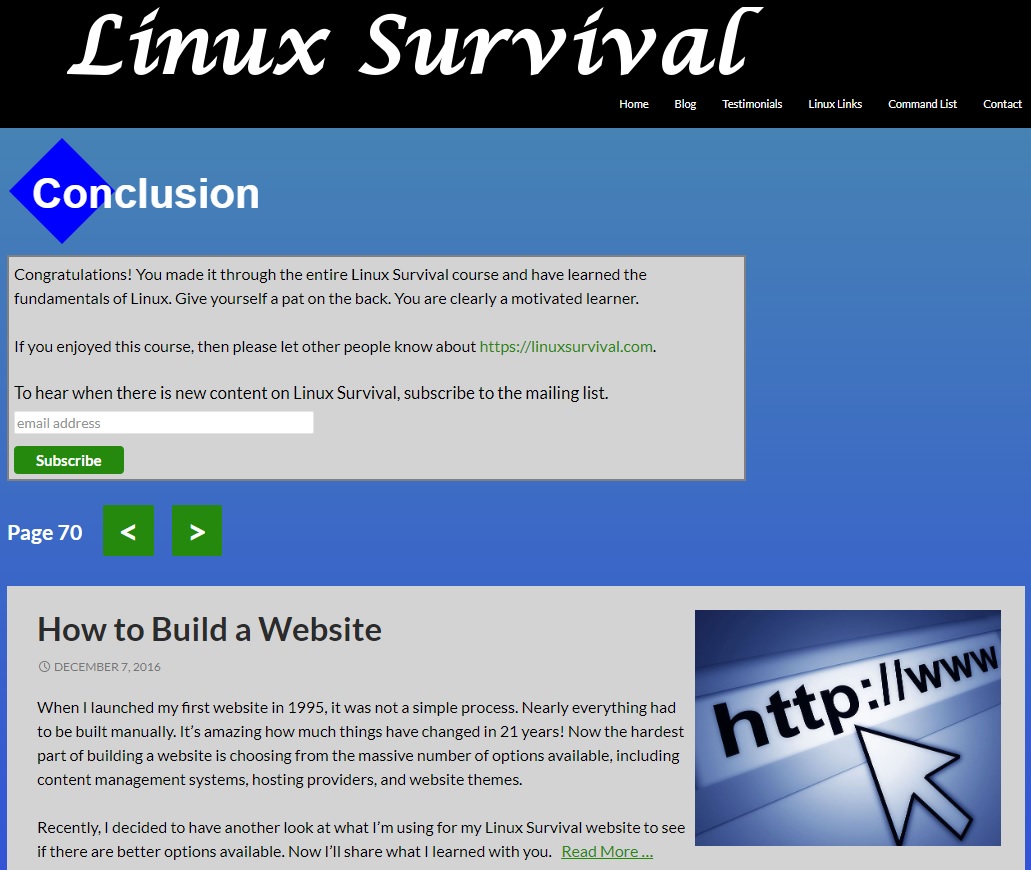 Linux Survival
Home Blog Testimonials Linux Links Command List Contact
Conclusion
Congratulations! You made it through the entire Linux Survival course and have learned the
fundamentals of Linux. Give yourself a pat on the back. You are clearly a motivated learner.
If you enjoyed this course, then please let other people know about https://linuxsurvival.com.
To hear when there is new content on Linux Survival, subscribe to the mailing list.
email address
Subscribe
Page 70 < >
How to Build a Website
DECEMBER 7, 2016
When I launched my first website in 1995, it was not a simple process. Nearly everything had
to be built manually. It’s amazing how much things have changed in 21 years! Now the hardest
part of building a website is choosing from the massive number of options available, including
content management systems, hosting providers, and website themes.
Recently, I decided to have another look at what I’m using for my Linux Survival website to see
if there are better options available. Now I’ll share what I learned with you. Read More …
http://www